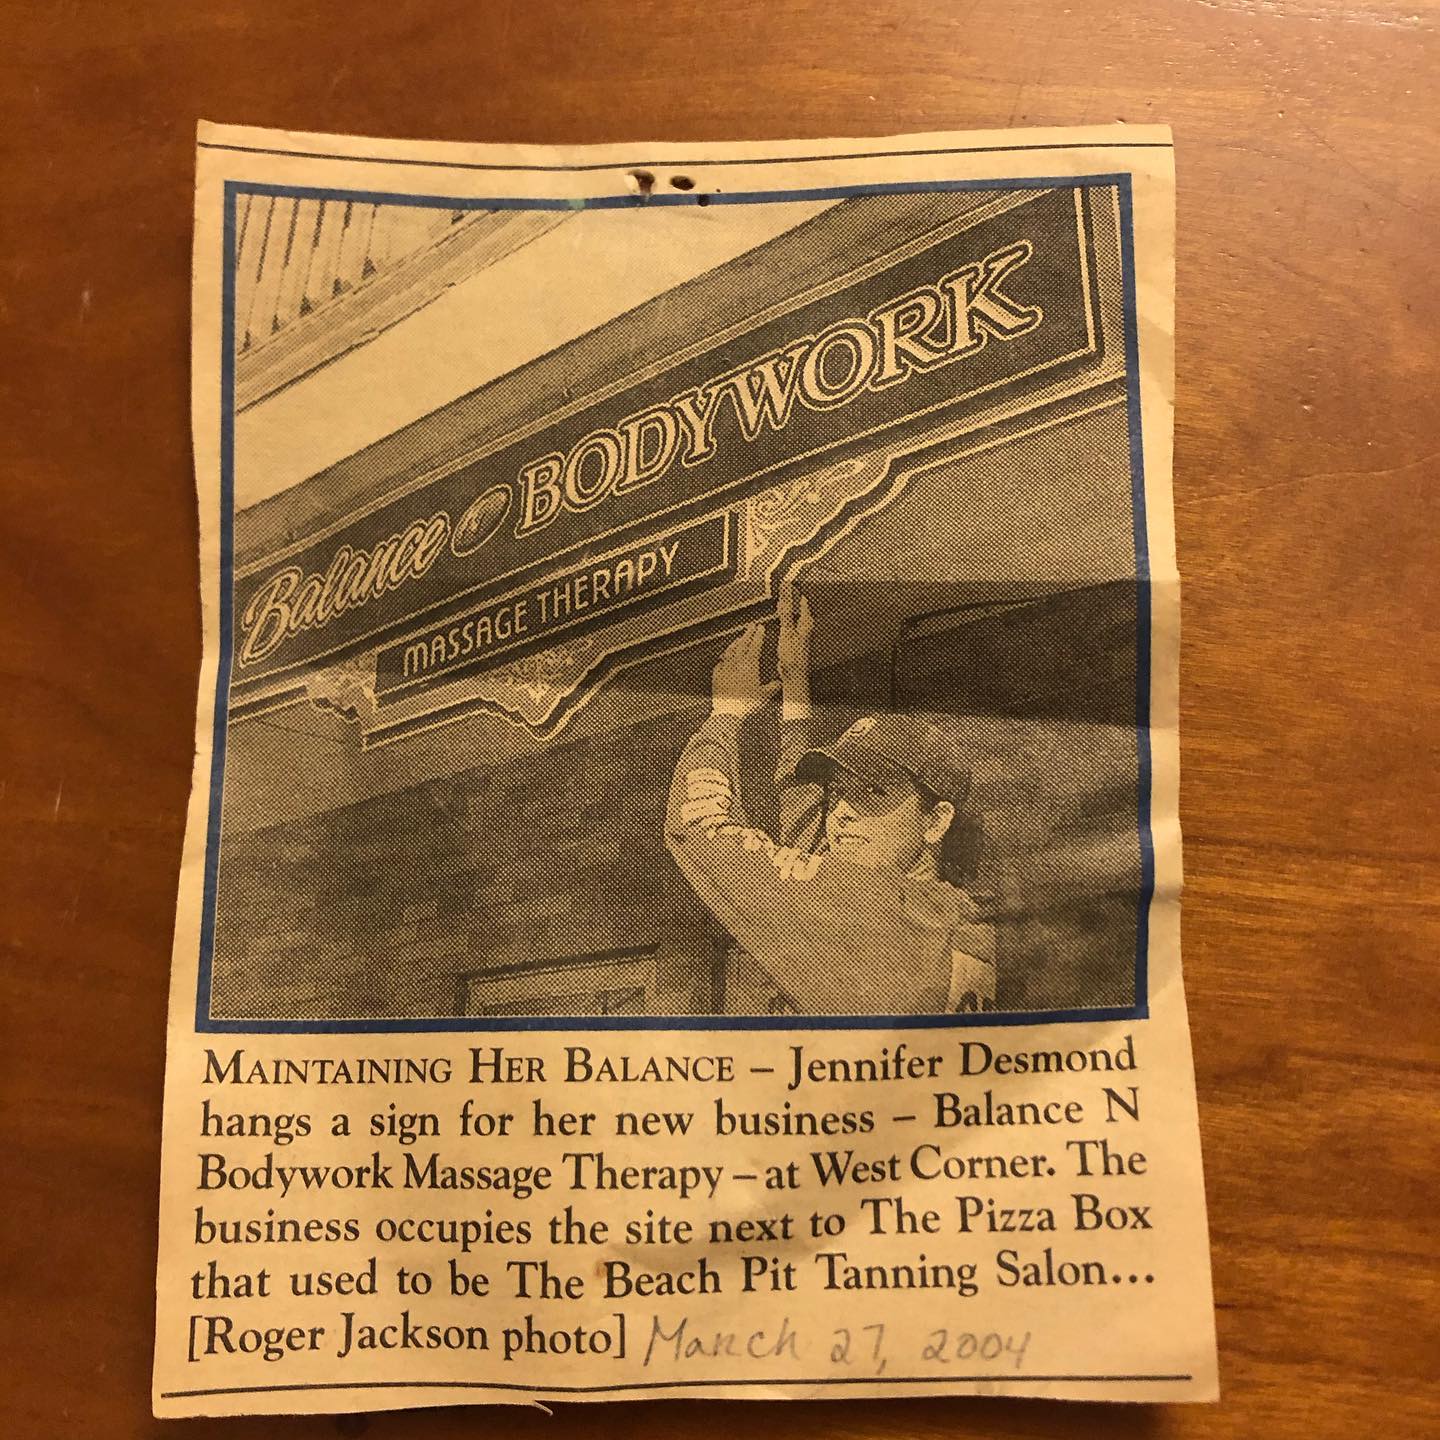 Balance N BODYWORK
MASSAGE THERAPY
MAINTAINING HER BALANCE – Jennifer Desmond
hangs a sign for her new business – Balance N
Bodywork Massage Therapy – at West Corner. The
business occupies the site next to The Pizza Box
that used to be The Beach Pit Tanning Salon...
[Roger Jackson photo] March 27, 2004